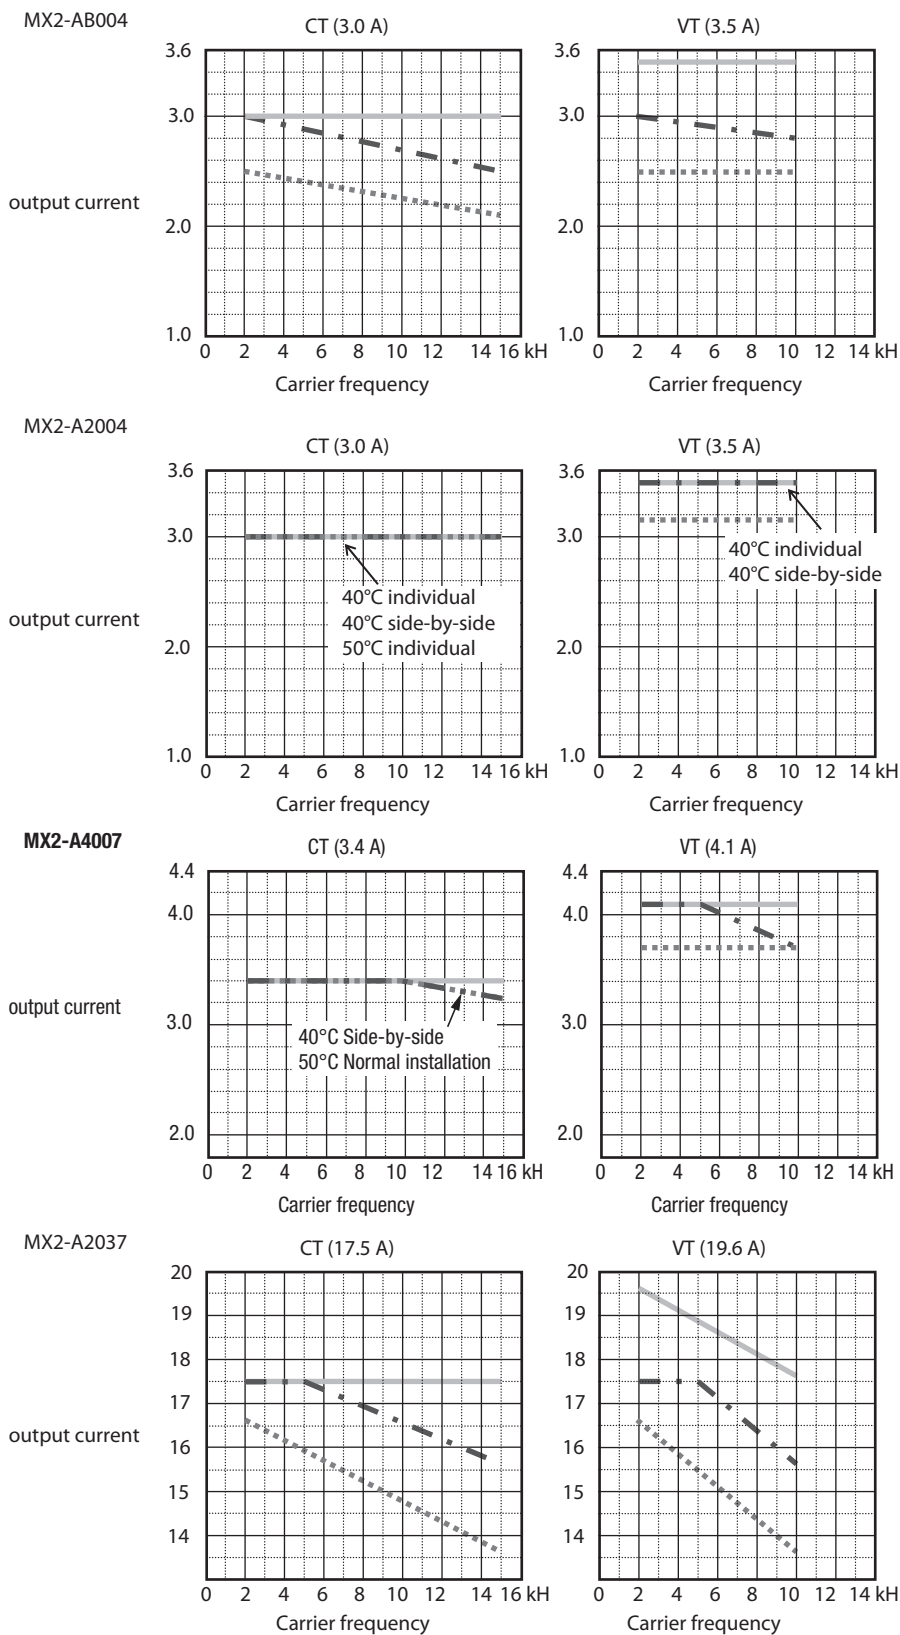 MX2-AB004
CT (3.0 A)
VT (3.5 A)
3.6
3.0
2.0
1.0
output current
0 2 4 6 8 10 12 14 16 kH
Carrier frequency
3.6
3.0
2.0
1.0
0 2 4 6 8 10 12 14 kH
Carrier frequency
MX2-A2004
CT (3.0 A)
VT (3.5 A)
3.6
3.0
2.0
1.0
output current
40°C individual
40°C side-by-side
50°C individual
0 2 4 6 8 10 12 14 16 kH
Carrier frequency
3.6
3.0
2.0
1.0
40°C individual
40°C side-by-side
0 2 4 6 8 10 12 14 kH
Carrier frequency
MX2-A4007
CT (3.4 A)
VT (4.1 A)
4.4
4.0
3.0
2.0
output current
40°C Side-by-side
50°C Normal installation
0 2 4 6 8 10 12 14 16 kH
Carrier frequency
4.4
4.0
3.0
2.0
0 2 4 6 8 10 12 14 kH
Carrier frequency
MX2-A2037
CT (17.5 A)
VT (19.6 A)
20
19
18
17
16
15
14
output current
0 2 4 6 8 10 12 14 16 kH
Carrier frequency
20
19
18
17
16
15
14
0 2 4 6 8 10 12 14 kH
Carrier frequency